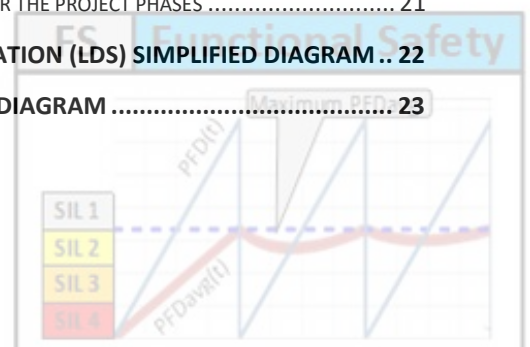 R THE PROJECT PHASES ............................ 21
FS Functional Safety
ATION (LDS) SIMPLIFIED DIAGRAM .. 22
DIAGRAM ....................................... 23
Maximum PFDavg
PFD(t)
SIL 1
SIL 2
SIL 3
SIL 4
PFDavg(t)